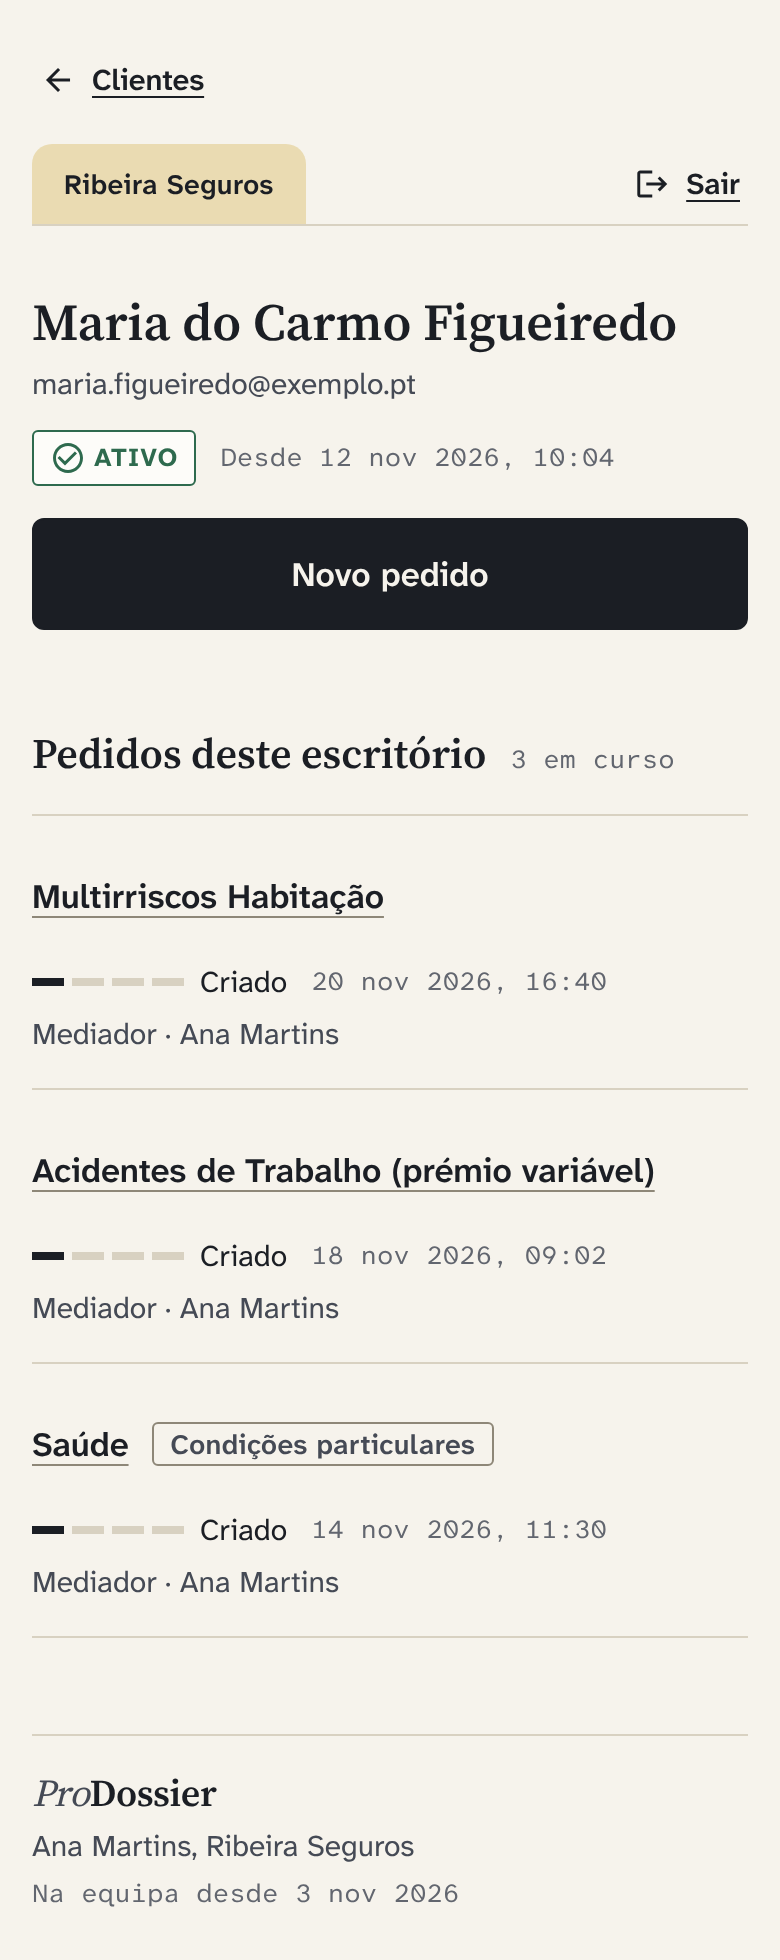 Clientes
Ribeira Seguros
Sair
Maria do Carmo Figueiredo
maria.figueiredo@exemplo.pt
ATIVO Desde 12 nov 2026, 10:04
Novo pedido
Pedidos deste escritório 3 em curso
Multirriscos Habitação
Criado 20 nov 2026, 16:40
Mediador · Ana Martins
Acidentes de Trabalho (prémio variável)
Criado 18 nov 2026, 09:02
Mediador · Ana Martins
Saúde Condições particulares
Criado 14 nov 2026, 11:30
Mediador · Ana Martins
ProDossier
Ana Martins, Ribeira Seguros
Na equipa desde 3 nov 2026